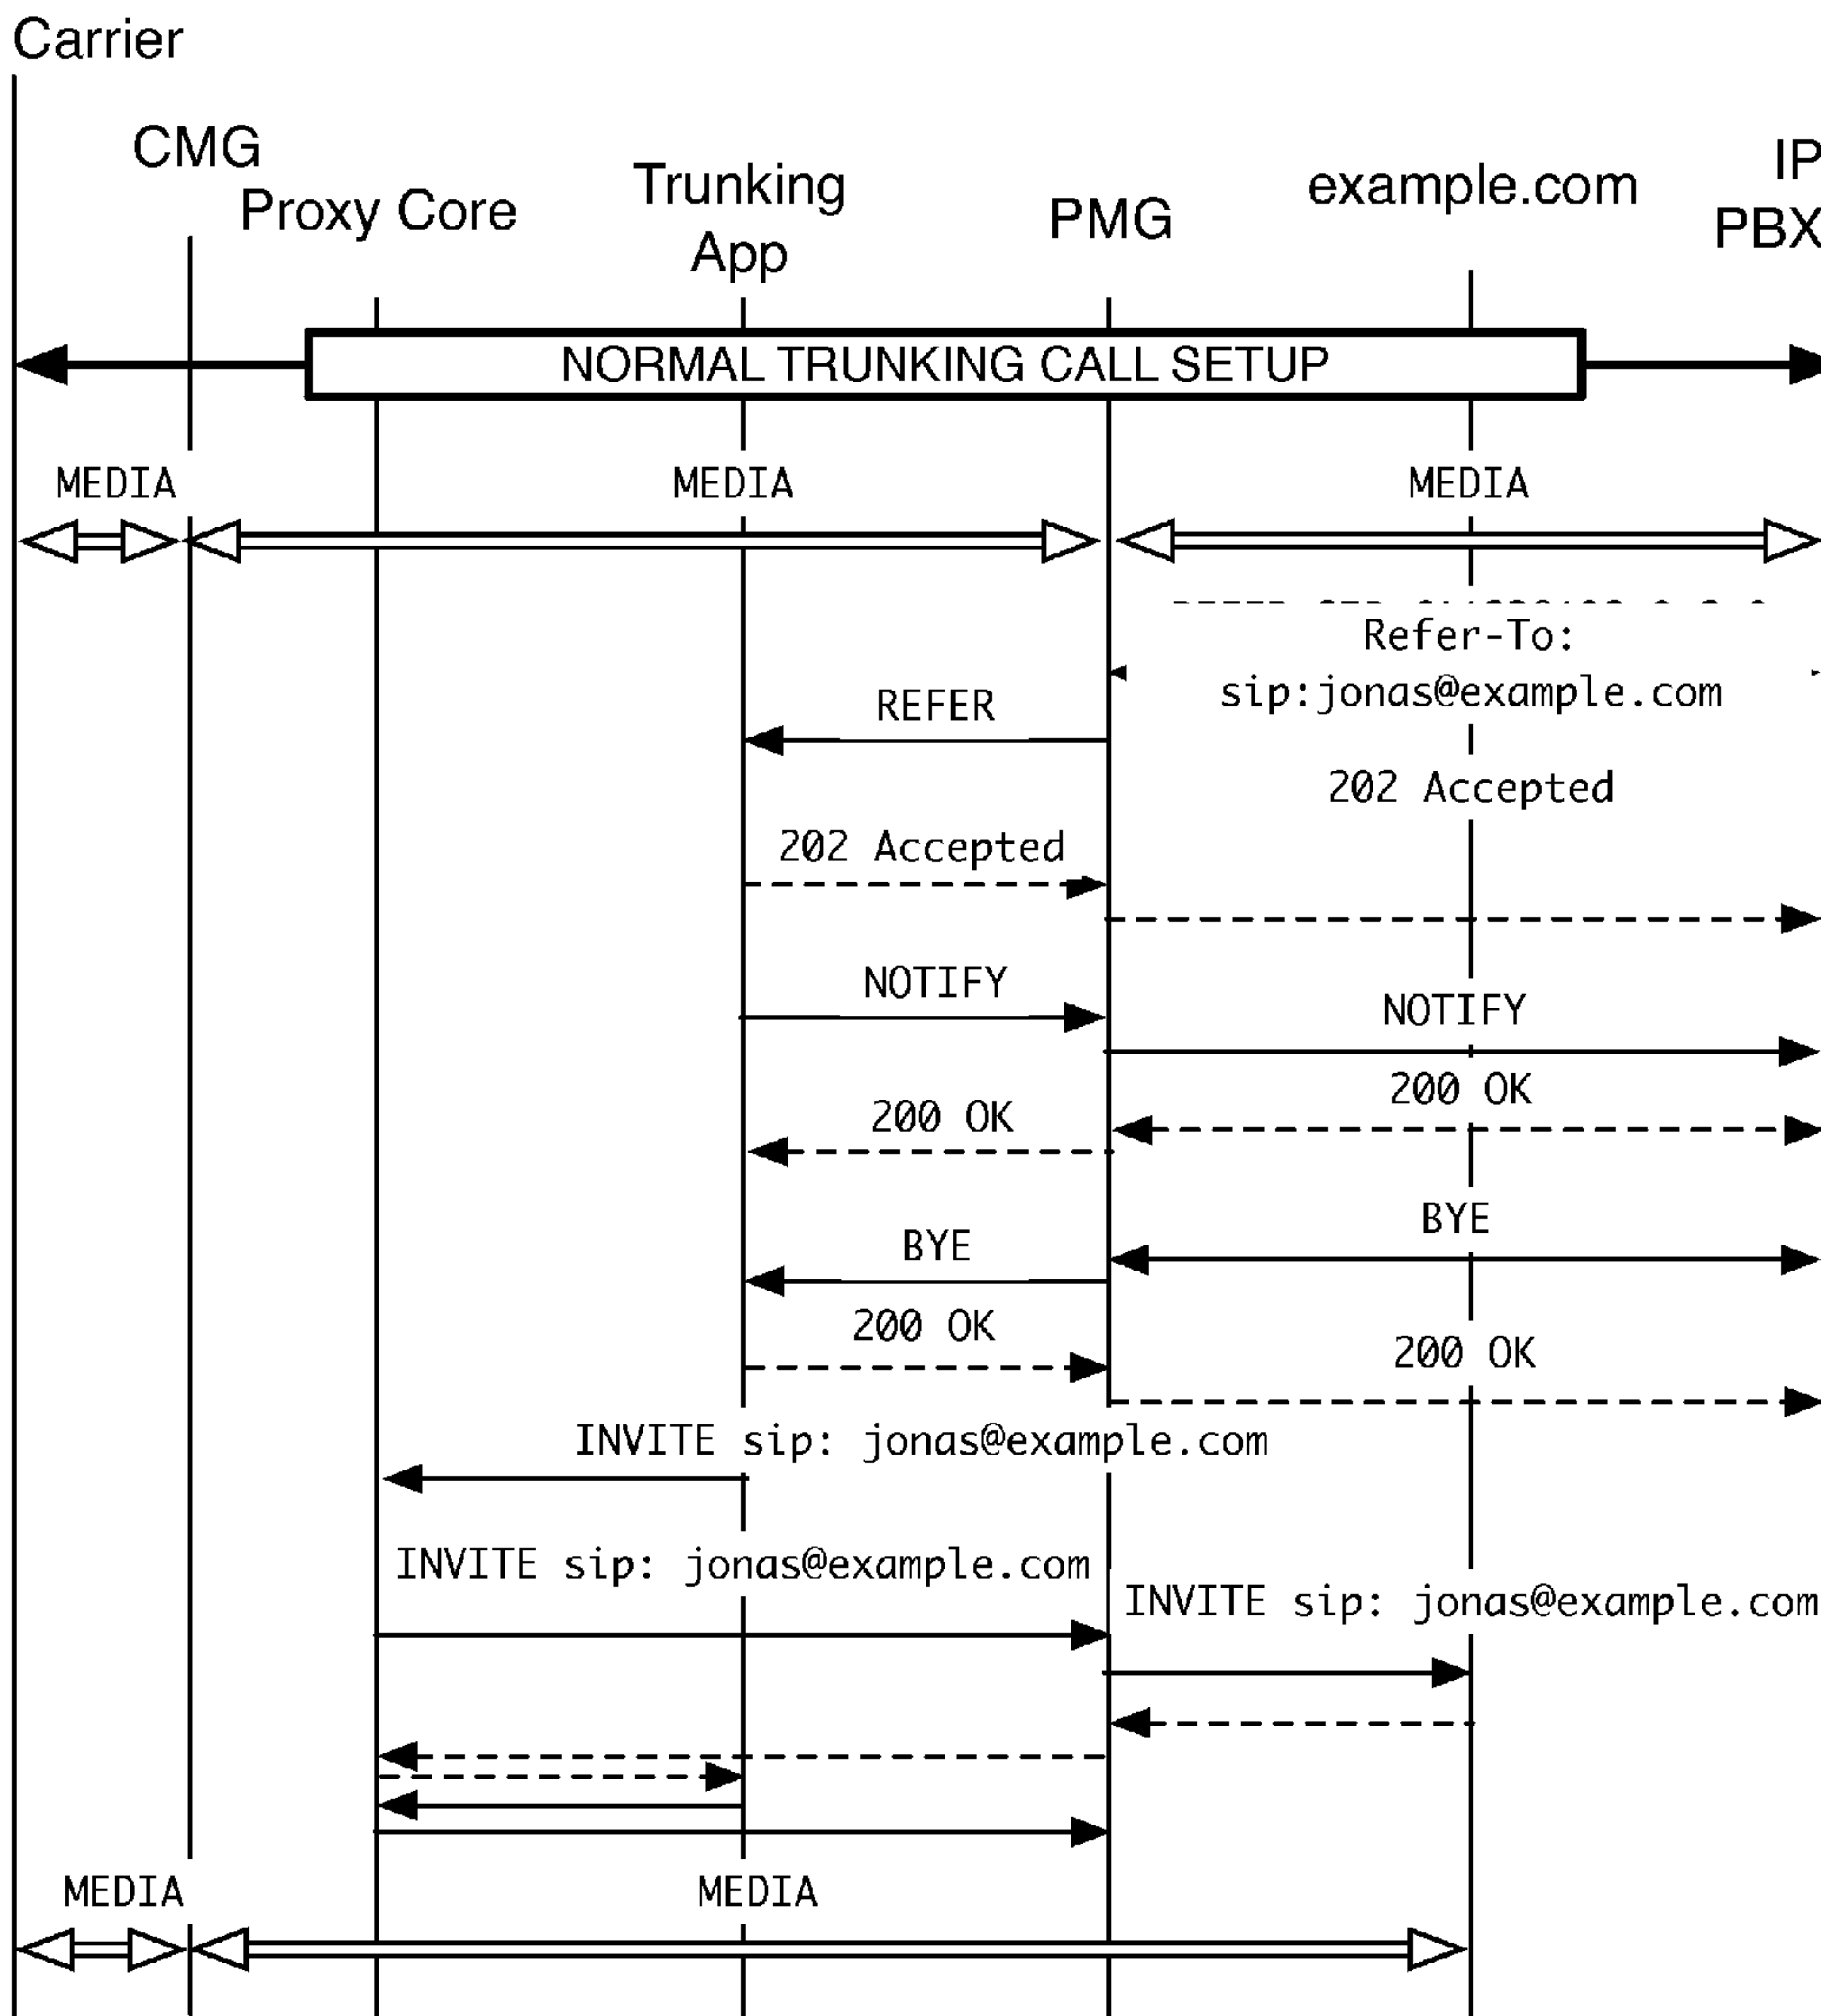 Carrier
CMG
Proxy Core
Trunking
App
PMG
example.com
IP
PBX
NORMAL TRUNKING CALL SETUP
MEDIA
MEDIA
MEDIA
Refer-To:
sip:jonas@example.com
REFER
202 Accepted
202 Accepted
NOTIFY
NOTIFY
200 OK
200 OK
BYE
BYE
200 OK
200 OK
INVITE sip: jonas@example.com
INVITE sip: jonas@example.com
INVITE sip: jonas@example.com
MEDIA
MEDIA